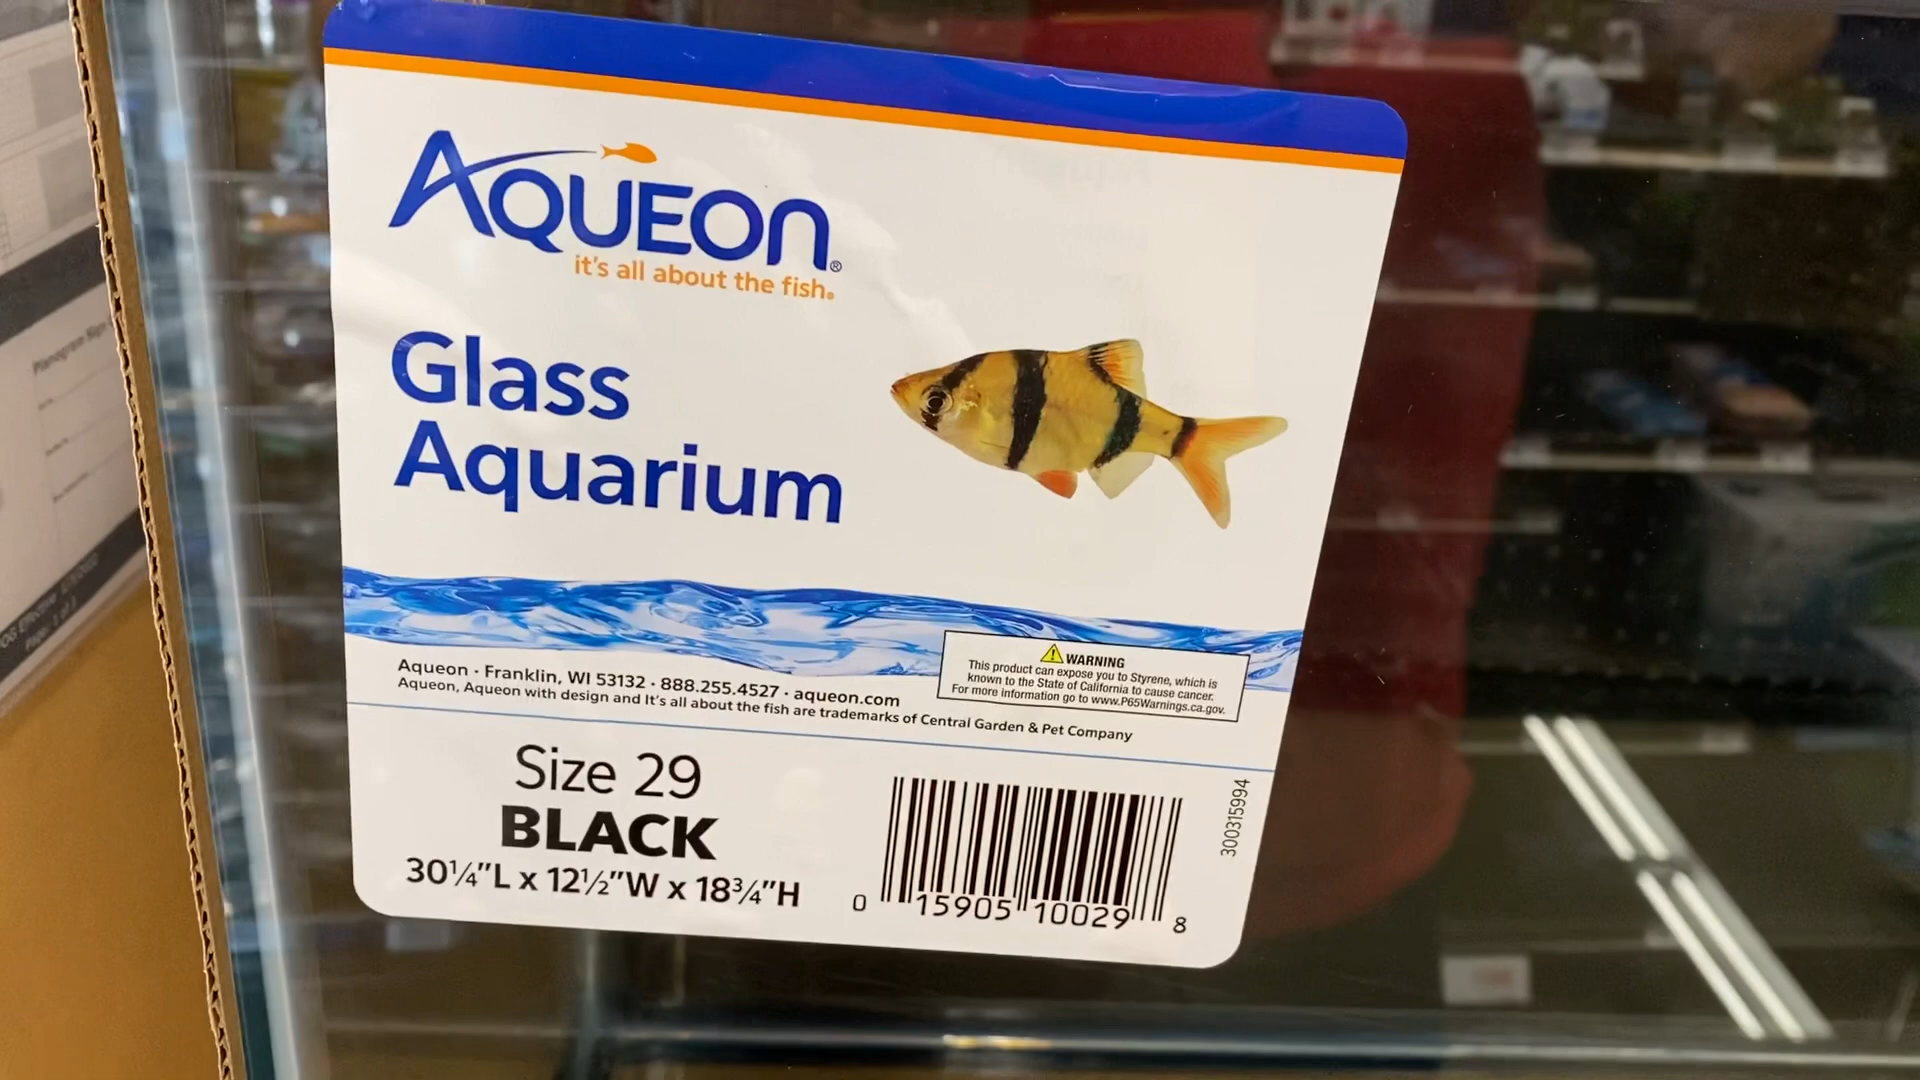 AQUEON®
it's all about the fish.
Glass
Aquarium
WARNING
This product can expose you to Styrene, which is
known to the State of California to cause cancer.
For more information go to www.P65Warnings.ca.gov.
Aqueon · Franklin, WI 53132 · 888.255.4527 · aqueon.com
Aqueon, Aqueon with design and It's all about the fish are trademarks of Central Garden & Pet Company
Size 29
BLACK
30¼"L x 12½"W x 18¾"H
0 15905 10029 8
300315994